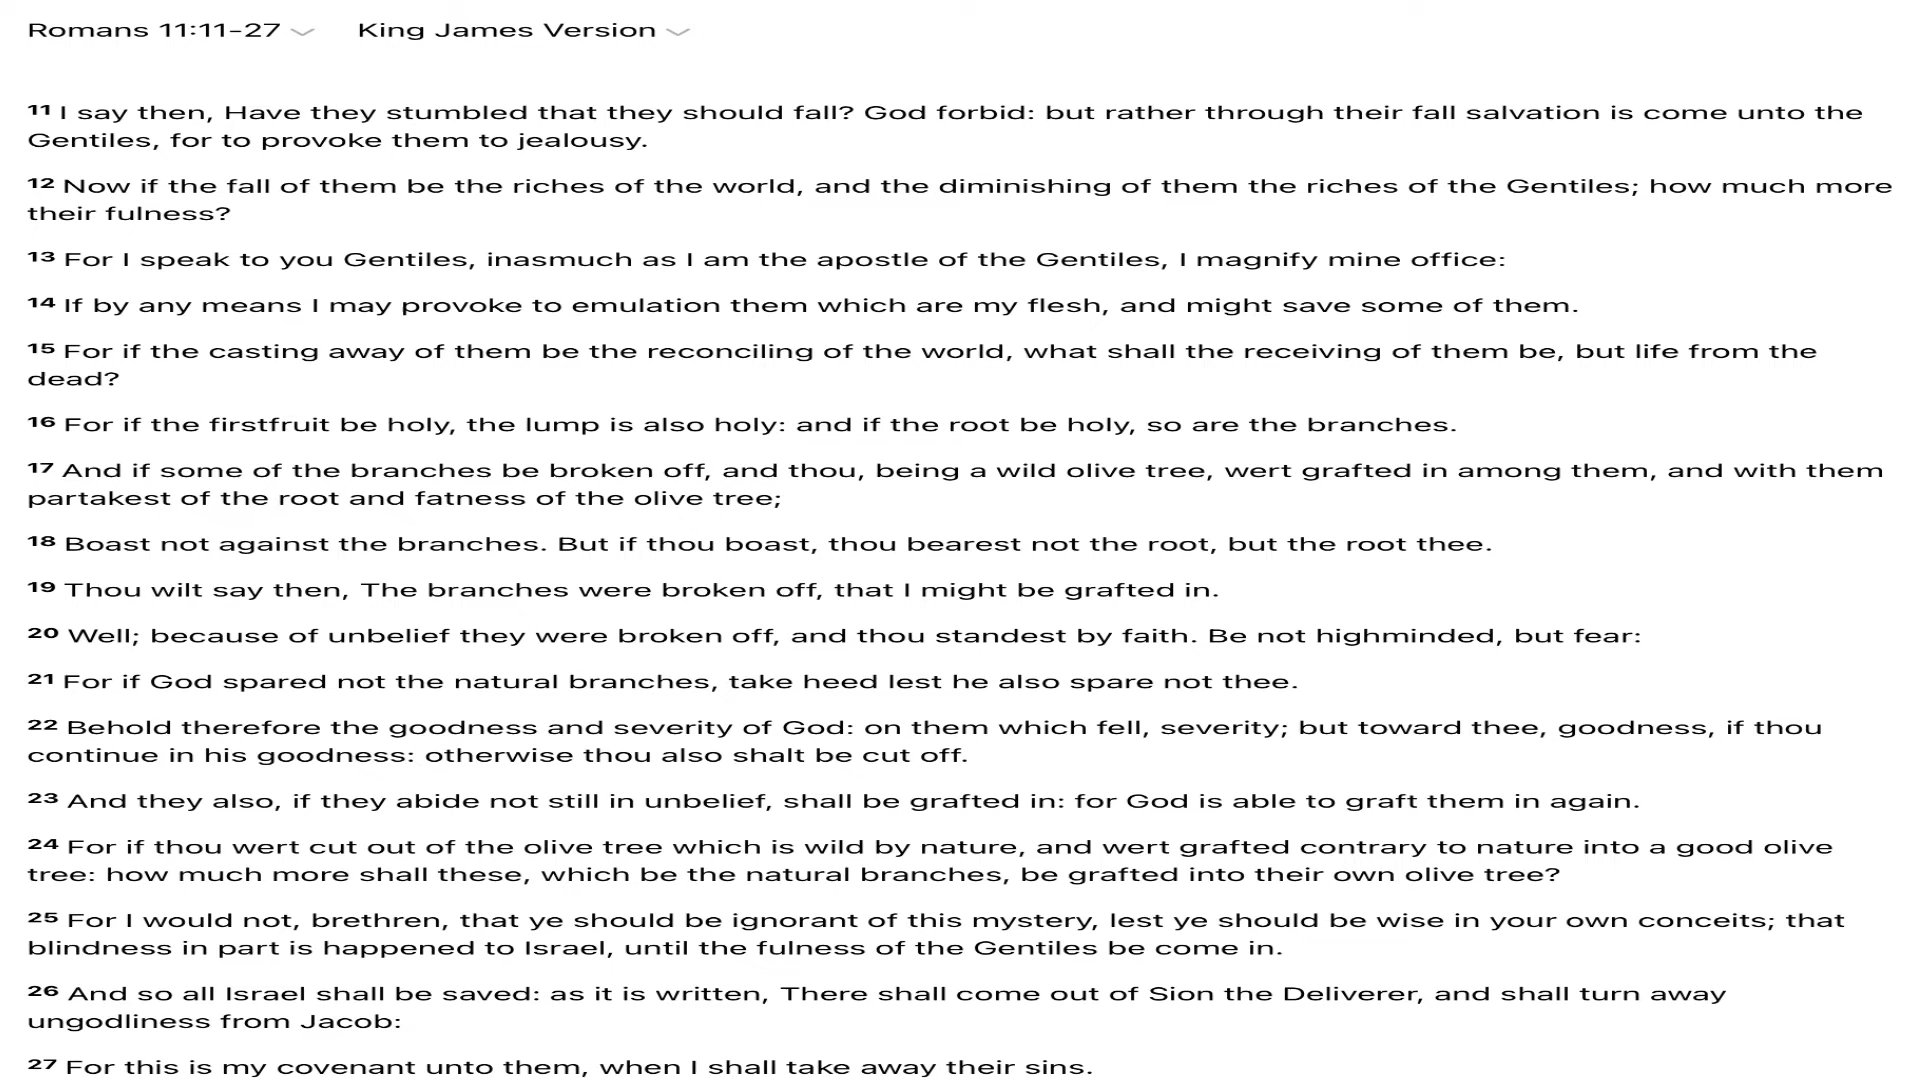 Romans 11:11-27 King James Version
11 I say then, Have they stumbled that they should fall? God forbid: but rather through their fall salvation is come unto the
Gentiles, for to provoke them to jealousy.
12 Now if the fall of them be the riches of the world, and the diminishing of them the riches of the Gentiles; how much more
their fulness?
13 For I speak to you Gentiles, inasmuch as I am the apostle of the Gentiles, I magnify mine office:
14 If by any means I may provoke to emulation them which are my flesh, and might save some of them.
15 For if the casting away of them be the reconciling of the world, what shall the receiving of them be, but life from the
dead?
16 For if the firstfruit be holy, the lump is also holy: and if the root be holy, so are the branches.
17 And if some of the branches be broken off, and thou, being a wild olive tree, wert grafted in among them, and with them
partakest of the root and fatness of the olive tree;
18 Boast not against the branches. But if thou boast, thou bearest not the root, but the root thee.
19 Thou wilt say then, The branches were broken off, that I might be grafted in.
20 Well; because of unbelief they were broken off, and thou standest by faith. Be not highminded, but fear:
21 For if God spared not the natural branches, take heed lest he also spare not thee.
22 Behold therefore the goodness and severity of God: on them which fell, severity; but toward thee, goodness, if thou
continue in his goodness: otherwise thou also shalt be cut off.
23 And they also, if they abide not still in unbelief, shall be grafted in: for God is able to graft them in again.
24 For if thou wert cut out of the olive tree which is wild by nature, and wert grafted contrary to nature into a good olive
tree: how much more shall these, which be the natural branches, be grafted into their own olive tree?
25 For I would not, brethren, that ye should be ignorant of this mystery, lest ye should be wise in your own conceits; that
blindness in part is happened to Israel, until the fulness of the Gentiles be come in.
26 And so all Israel shall be saved: as it is written, There shall come out of Sion the Deliverer, and shall turn away
ungodliness from Jacob:
27 For this is my covenant unto them, when I shall take away their sins.